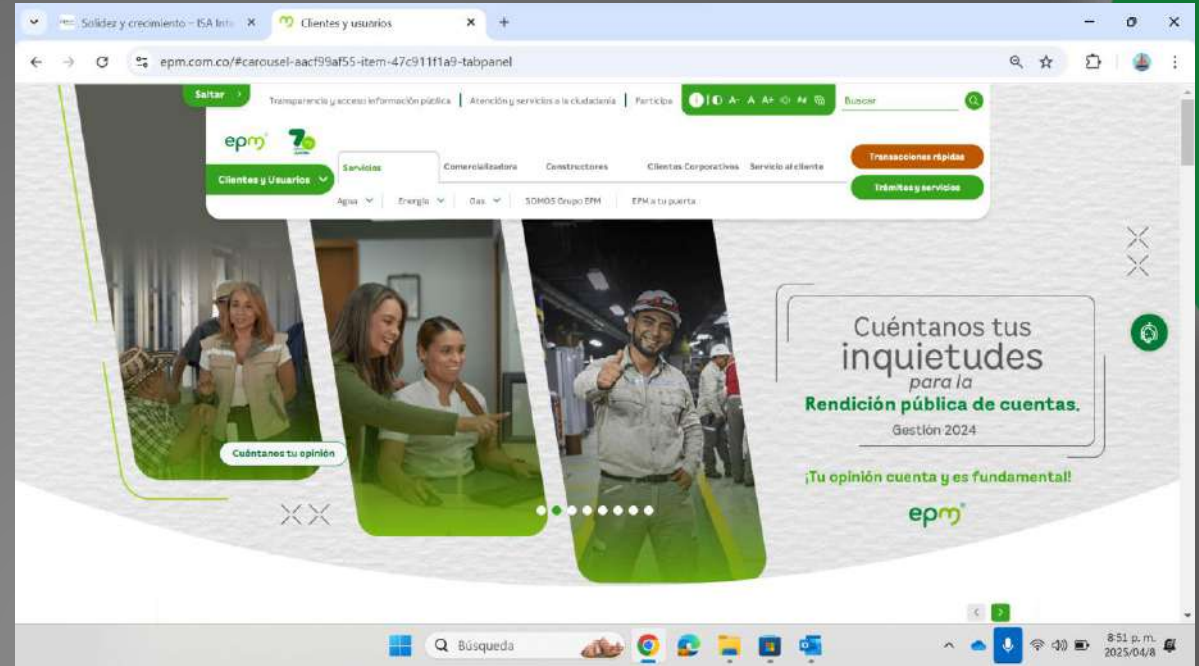 Solidez y crecimiento – ISA Inte
Clientes y usuarios
epm.com.co/#carousel-aacf99af55-item-47c911f1a9-tabpanel
Saltar
Transparencia y acceso información pública
Atención y servicios a la ciudadanía
Participa
A- A A+
Buscar
epm
70
Clientes y Usuarios
Servicios
Comercializadora
Constructores
Clientes Corporativos
Servicio al cliente
Transacciones rápidas
Trámites y servicios
Agua
Energía
Gas
SOMOS Grupo EPM
EPM a tu puerta
Cuéntanos tus
inquietudes
para la
Rendición pública de cuentas.
Gestión 2024
¡Tu opinión cuenta y es fundamental!
epm
Cuéntanos tu opinión
Búsqueda
8:51 p. m.
2025/04/8